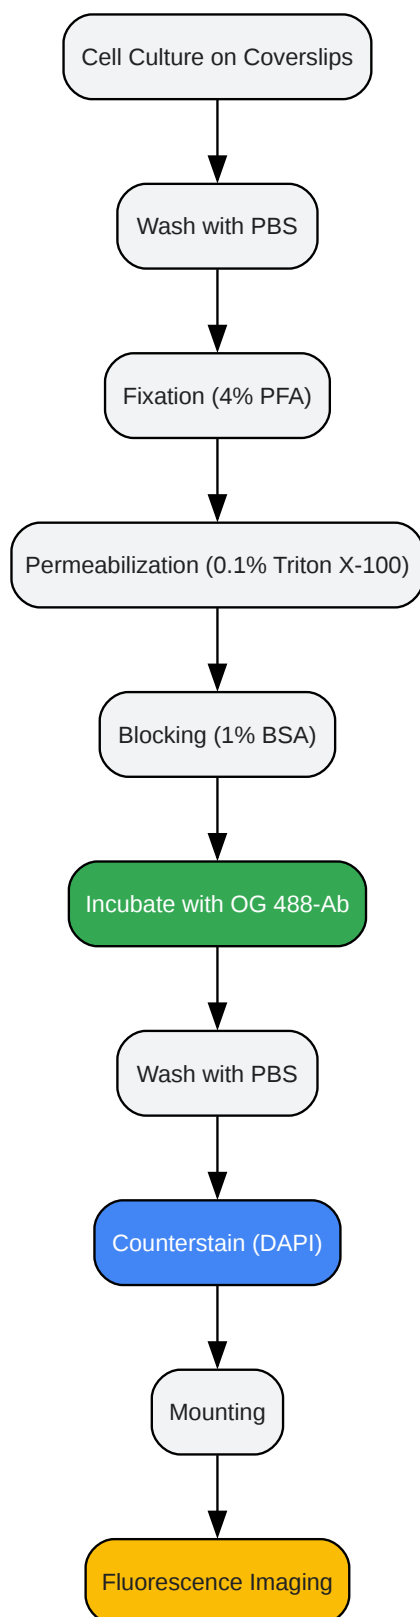 Cell Culture on Coverslips
Wash with PBS
Fixation (4% PFA)
Permeabilization (0.1% Triton X-100)
Blocking (1% BSA)
Incubate with OG 488-Ab
Wash with PBS
Counterstain (DAPI)
Mounting
Fluorescence Imaging